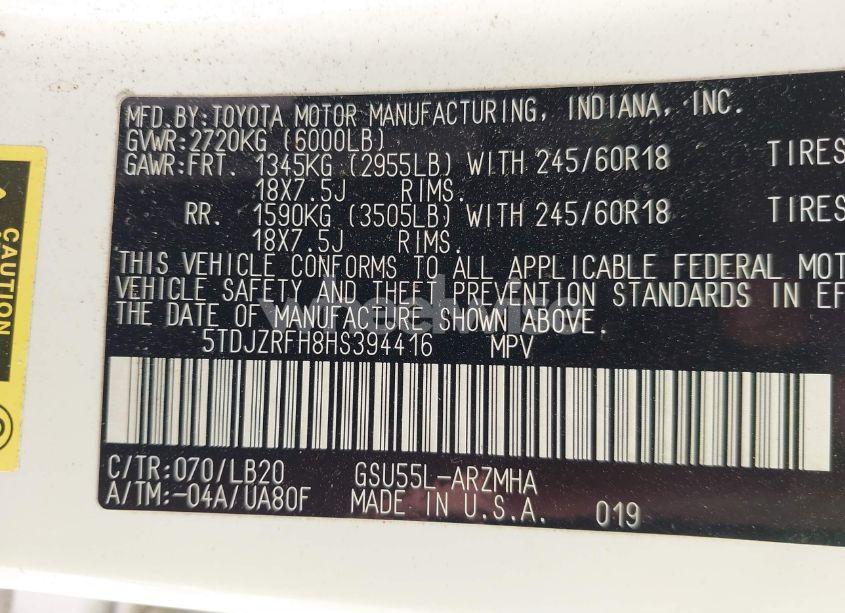 MFD. BY: TOYOTA MOTOR MANUFACTURING, INDIANA, INC.
GVWR:2720KG (6000LB)
GAWR:FRT. 1345KG (2955LB) WITH 245/60R18 TIRES
18X7.5J RIMS.
RR. 1590KG (3505LB) WITH 245/60R18 TIRES
18X7.5J RIMS.
THIS VEHICLE CONFORMS TO ALL APPLICABLE FEDERAL MOT
VEHICLE SAFETY AND THEFT PREVENTION STANDARDS IN EF
THE DATE OF MANUFACTURE SHOWN ABOVE.
5TDJZRFH8HS394416 MPV
C/TR:070/LB20 GSU55L-ARZMHA
A/TM:-04A/UA80F MADE IN U.S.A. 019
CAUTION